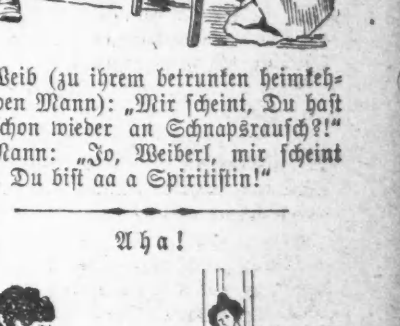 Weib (zu ihrem betrunken heimkeh=
den Mann): „Mir scheint, Du hast
schon wieder an Schnapsrausch?!"
Mann: „Jo, Weiberl, mir scheint
Du bist aa a Spiritistin!"
Aha!